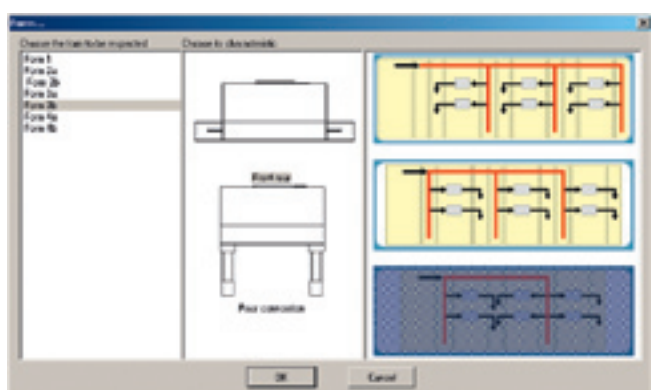 Form...
Choose the form to be inspected
Choose its characteristic
Form 1
Form 2a
Form 2b
Form 3a
Form 3b
Form 4a
Form 4b
Front
Rear connection
OK
Cancel